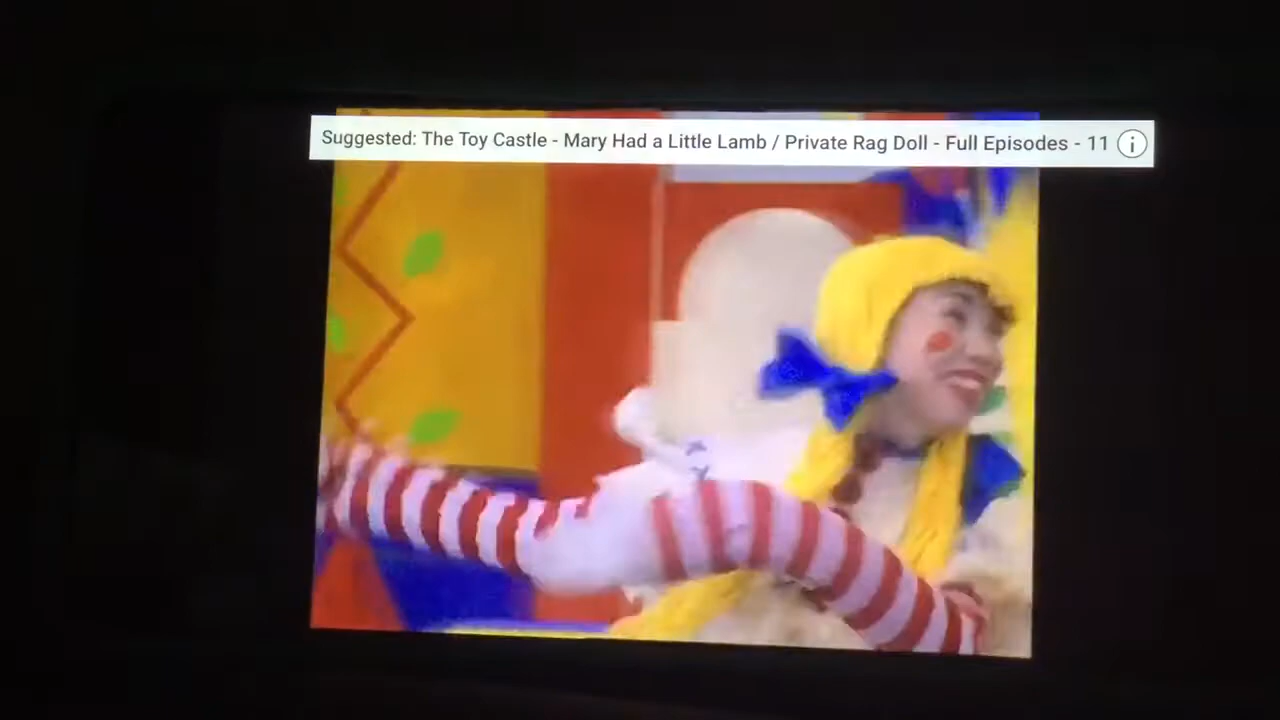 Suggested: The Toy Castle - Mary Had a Little Lamb / Private Rag Doll - Full Episodes - 11